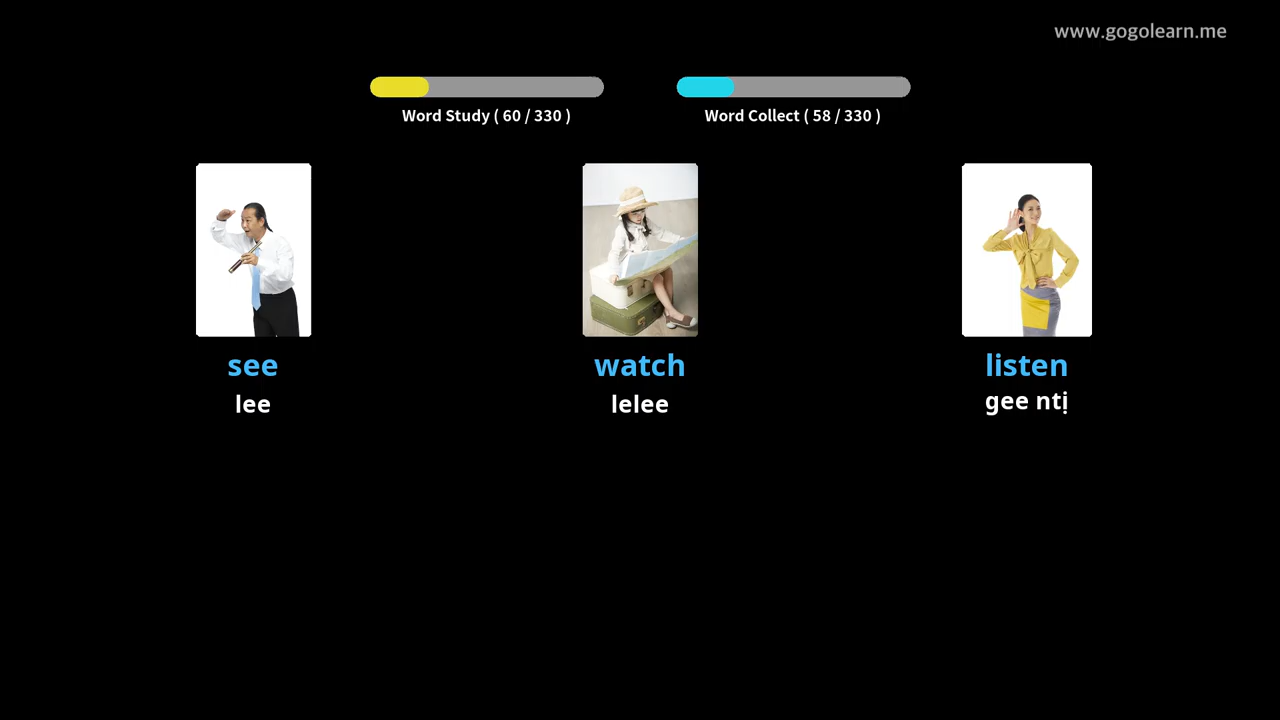 www.gogolearn.me
Word Study ( 60 / 330 )
Word Collect ( 58 / 330 )
see
watch
listen
lee
lelee
gee ntị